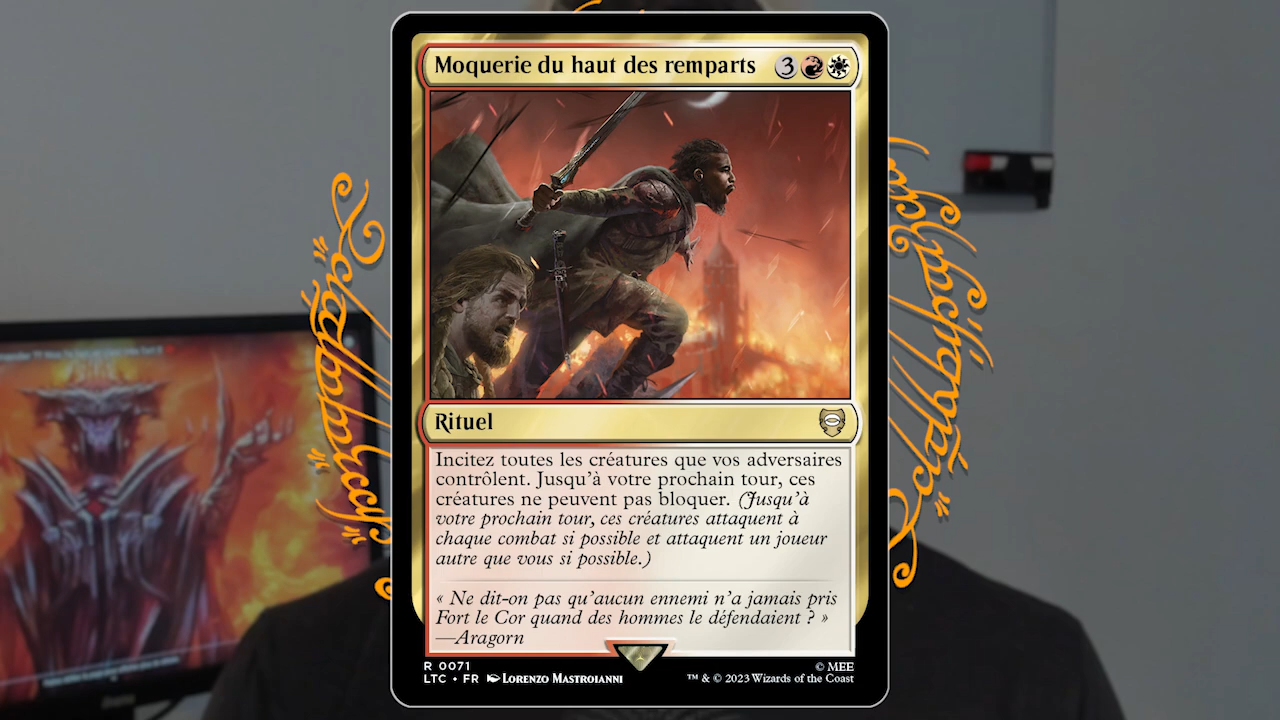 Moquerie du haut des remparts 3
Rituel
Incitez toutes les créatures que vos adversaires
contrôlent. Jusqu'à votre prochain tour, ces
créatures ne peuvent pas bloquer. (Jusqu'à
votre prochain tour, ces créatures attaquent à
chaque combat si possible et attaquent un joueur
autre que vous si possible.)
« Ne dit-on pas qu'aucun ennemi n'a jamais pris
Fort le Cor quand des hommes le défendaient ? »
—Aragorn
R 0071
LTC • FR Lorenzo Mastroianni
© MEE
™ & © 2023 Wizards of the Coast